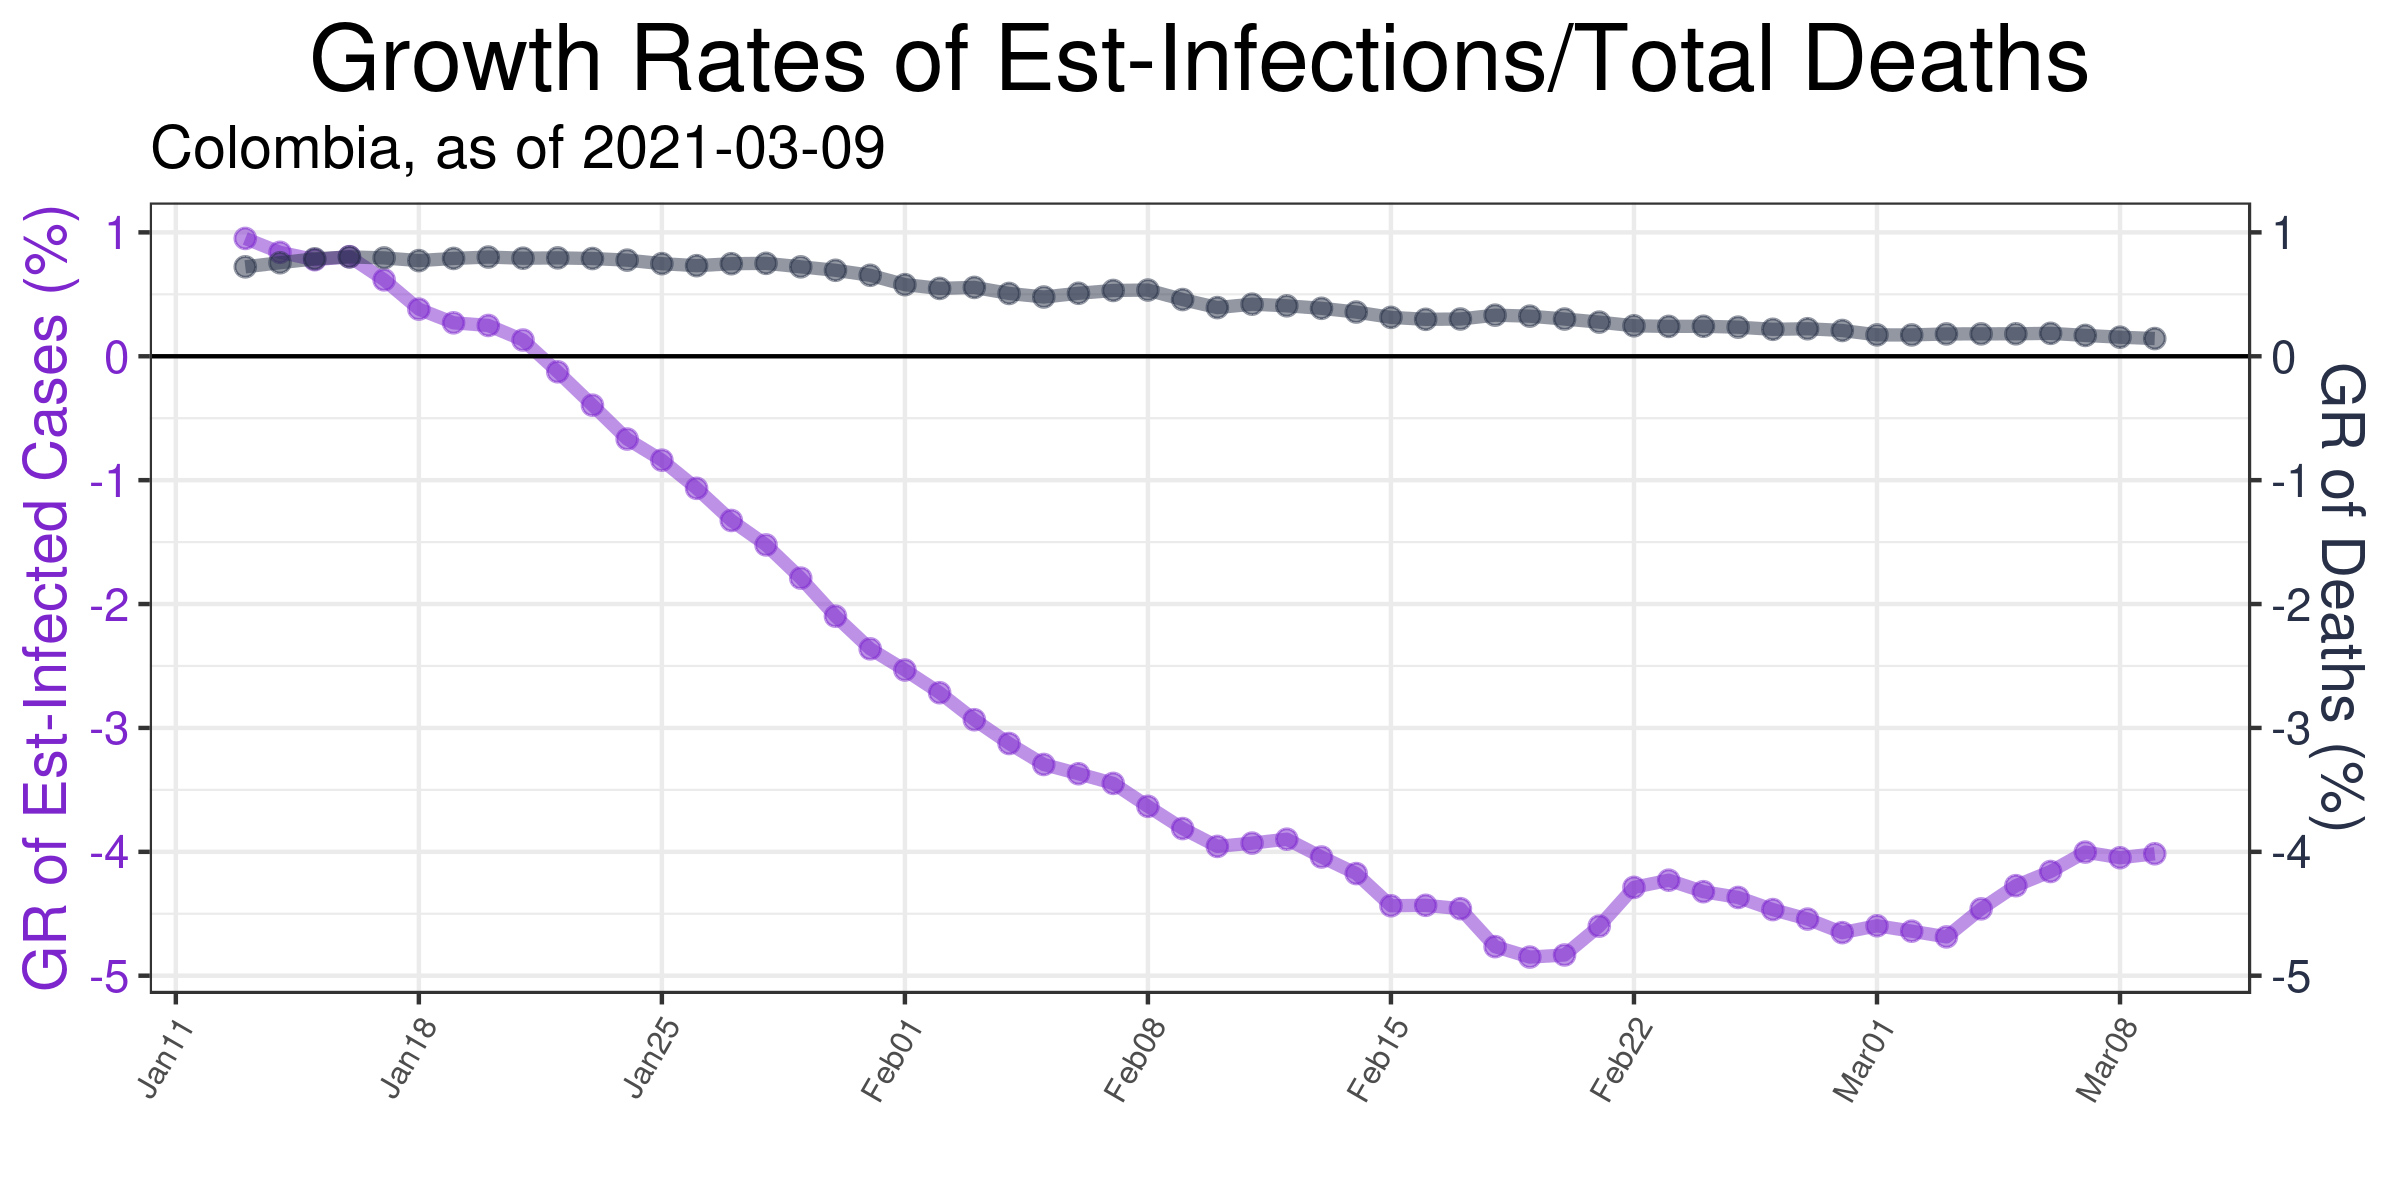 Growth Rates of Est-Infections/Total Deaths
Colombia, as of 2021-03-09
GR of Est-Infected Cases (%)
1
0
-1
-2
-3
-4
-5
1
0
-1
-2
-3
-4
-5
GR of Deaths (%)
Jan11
Jan18
Jan25
Feb01
Feb08
Feb15
Feb22
Mar01
Mar08